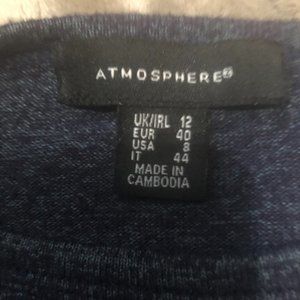 ATMOSPHERE
UK/IRL 12
EUR 40
USA 8
IT 44
MADE IN
CAMBODIA